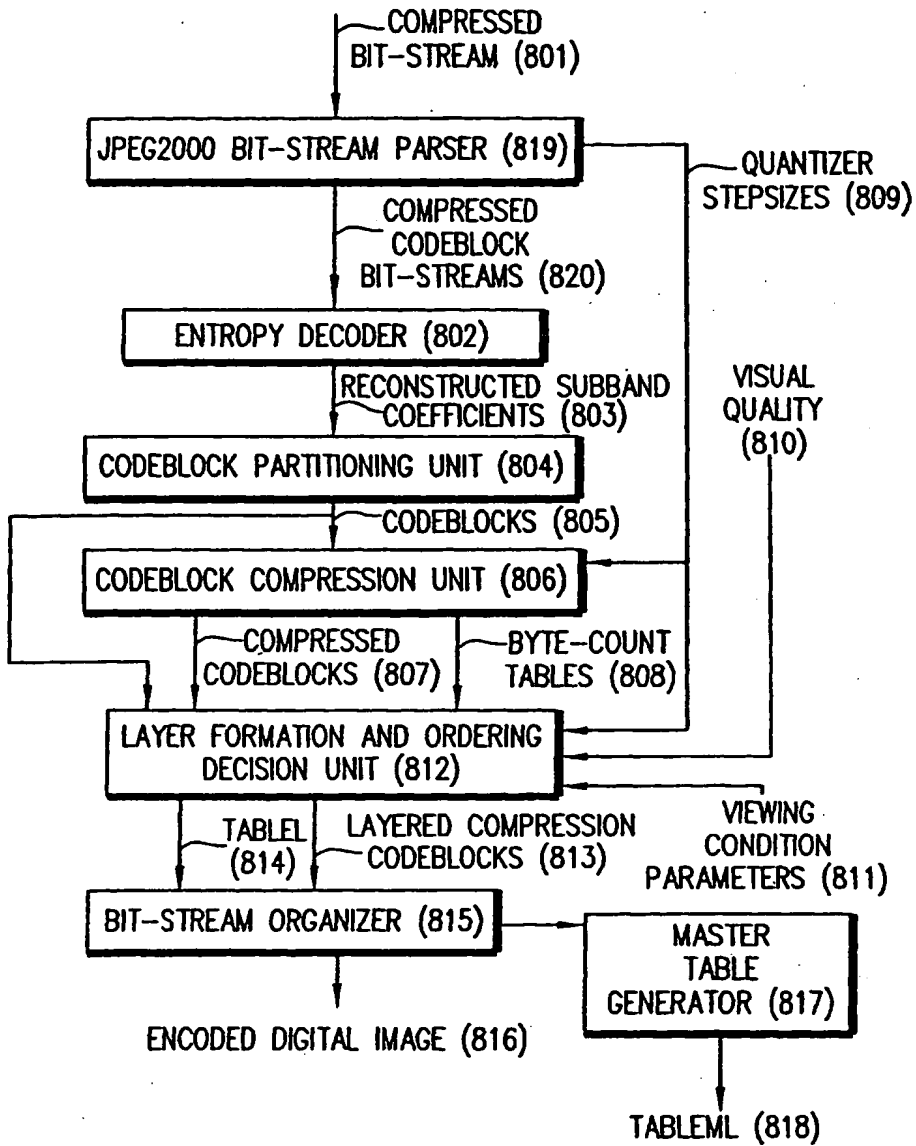 COMPRESSED
BIT-STREAM (801)
JPEG2000 BIT-STREAM PARSER (819)
QUANTIZER
STEPSIZES (809)
COMPRESSED
CODEBLOCK
BIT-STREAMS (820)
ENTROPY DECODER (802)
RECONSTRUCTED SUBBAND
COEFFICIENTS (803)
VISUAL
QUALITY
(810)
CODEBLOCK PARTITIONING UNIT (804)
CODEBLOCKS (805)
CODEBLOCK COMPRESSION UNIT (806)
COMPRESSED
CODEBLOCKS (807)
BYTE-COUNT
TABLES (808)
LAYER FORMATION AND ORDERING
DECISION UNIT (812)
TABLEL
(814)
LAYERED COMPRESSION
CODEBLOCKS (813)
VIEWING
CONDITION
PARAMETERS (811)
BIT-STREAM ORGANIZER (815)
MASTER
TABLE
GENERATOR (817)
ENCODED DIGITAL IMAGE (816)
TABLEML (818)